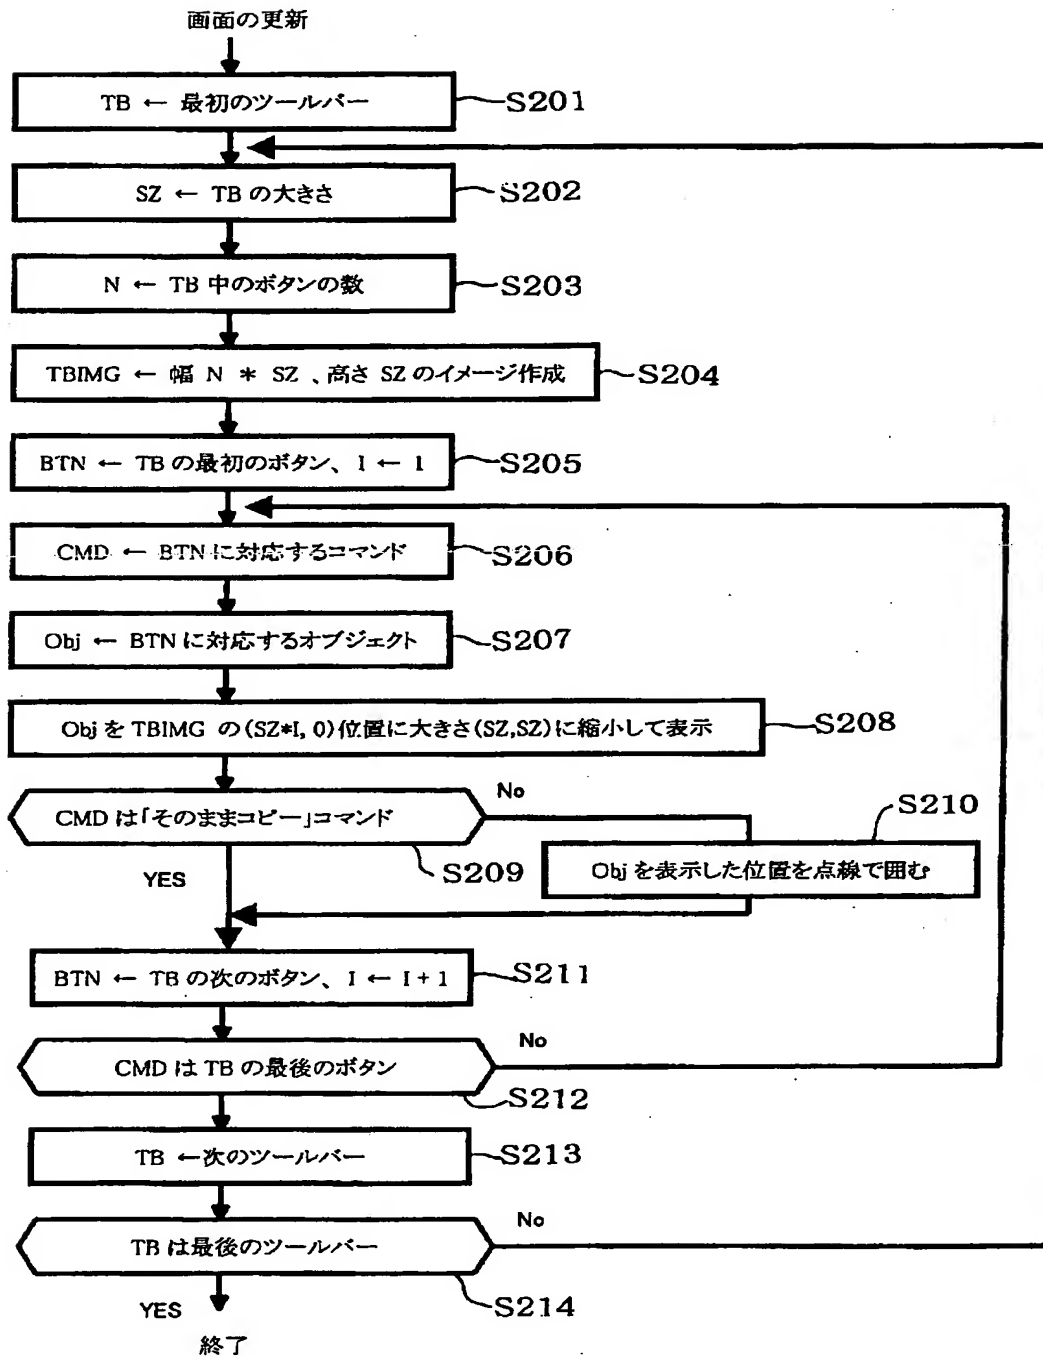 画面の更新
TB ← 最初のツールバー
S201
SZ ← TB の大きさ
S202
N ← TB 中のボタンの数
S203
TBIMG ← 幅 N * SZ 、高さ SZ のイメージ作成
S204
BTN ← TB の最初のボタン、 I ← 1
S205
CMD ← BTN に対応するコマンド
S206
Obj ← BTN に対応するオブジェクト
S207
Obj を TBIMG の (SZ*I, 0) 位置に大きさ (SZ,SZ) に縮小して表示
S208
CMD は「そのままコピー」コマンド
No
S209
YES
S210
Obj を表示した位置を点線で囲む
BTN ← TB の次のボタン、 I ← I + 1
S211
CMD は TB の最後のボタン
No
S212
TB ←次のツールバー
S213
TB は最後のツールバー
No
S214
YES
終了